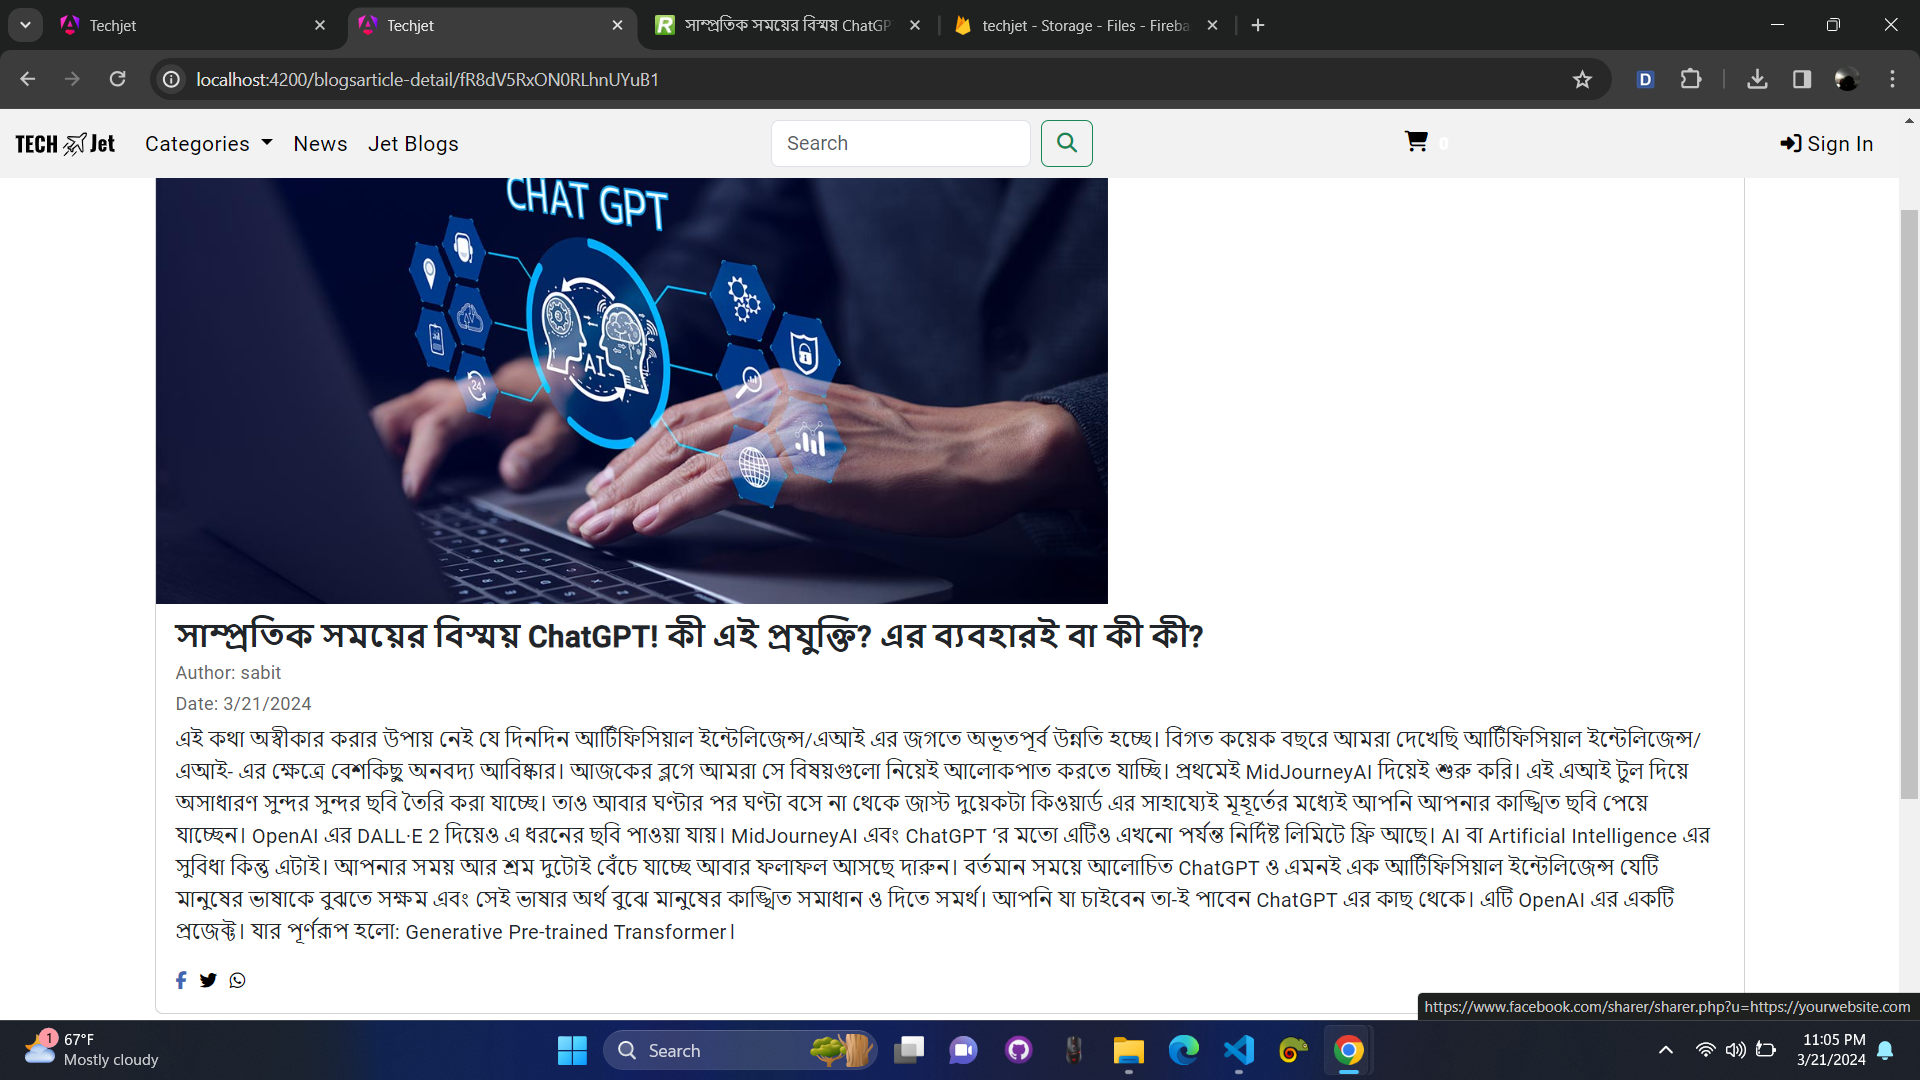 Techjet
Techjet
সাম্প্রতিক সময়ের বিস্ময় ChatGP
techjet - Storage - Files - Fireba
localhost:4200/blogsarticle-detail/fR8dV5RxON0RLhnUYuB1
D
TECH Jet
Categories
News
Jet Blogs
Search
0
Sign In
CHAT GPT
AI
24
সাম্প্রতিক সময়ের বিস্ময় ChatGPT! কী এই প্রযুক্তি? এর ব্যবহারই বা কী কী?
Author: sabit
Date: 3/21/2024
এই কথা অস্বীকার করার উপায় নেই যে দিনদিন আর্টিফিসিয়াল ইন্টেলিজেন্স/এআই এর জগতে অভূতপূর্ব উন্নতি হচ্ছে। বিগত কয়েক বছরে আমরা দেখেছি আর্টিফিসিয়াল ইন্টেলিজেন্স/
এআই- এর ক্ষেত্রে বেশকিছু অনবদ্য আবিষ্কার। আজকের ব্লগে আমরা সে বিষয়গুলো নিয়েই আলোকপাত করতে যাচ্ছি। প্রথমেই MidJourneyAI দিয়েই শুরু করি। এই এআই টুল দিয়ে
অসাধারণ সুন্দর সুন্দর ছবি তৈরি করা যাচ্ছে। তাও আবার ঘণ্টার পর ঘণ্টা বসে না থেকে জাস্ট দুয়েকটা কিওয়ার্ড এর সাহায্যেই মূহূর্তের মধ্যেই আপনি আপনার কাঙ্খিত ছবি পেয়ে
যাচ্ছেন। OpenAI এর DALL·E 2 দিয়েও এ ধরনের ছবি পাওয়া যায়। MidJourneyAI এবং ChatGPT ‘র মতো এটিও এখনো পর্যন্ত নির্দিষ্ট লিমিটে ফ্রি আছে। AI বা Artificial Intelligence এর
সুবিধা কিন্তু এটাই। আপনার সময় আর শ্রম দুটোই বেঁচে যাচ্ছে আবার ফলাফল আসছে দারুন। বর্তমান সময়ে আলোচিত ChatGPT ও এমনই এক আর্টিফিসিয়াল ইন্টেলিজেন্স যেটি
মানুষের ভাষাকে বুঝতে সক্ষম এবং সেই ভাষার অর্থ বুঝে মানুষের কাঙ্খিত সমাধান ও দিতে সমর্থ। আপনি যা চাইবেন তা-ই পাবেন ChatGPT এর কাছ থেকে। এটি OpenAI এর একটি
প্রজেক্ট। যার পূর্ণরূপ হলো: Generative Pre-trained Transformer।
https://www.facebook.com/sharer/sharer.php?u=https://yourwebsite.com
1
67°F
Mostly cloudy
Search
11:05 PM
3/21/2024